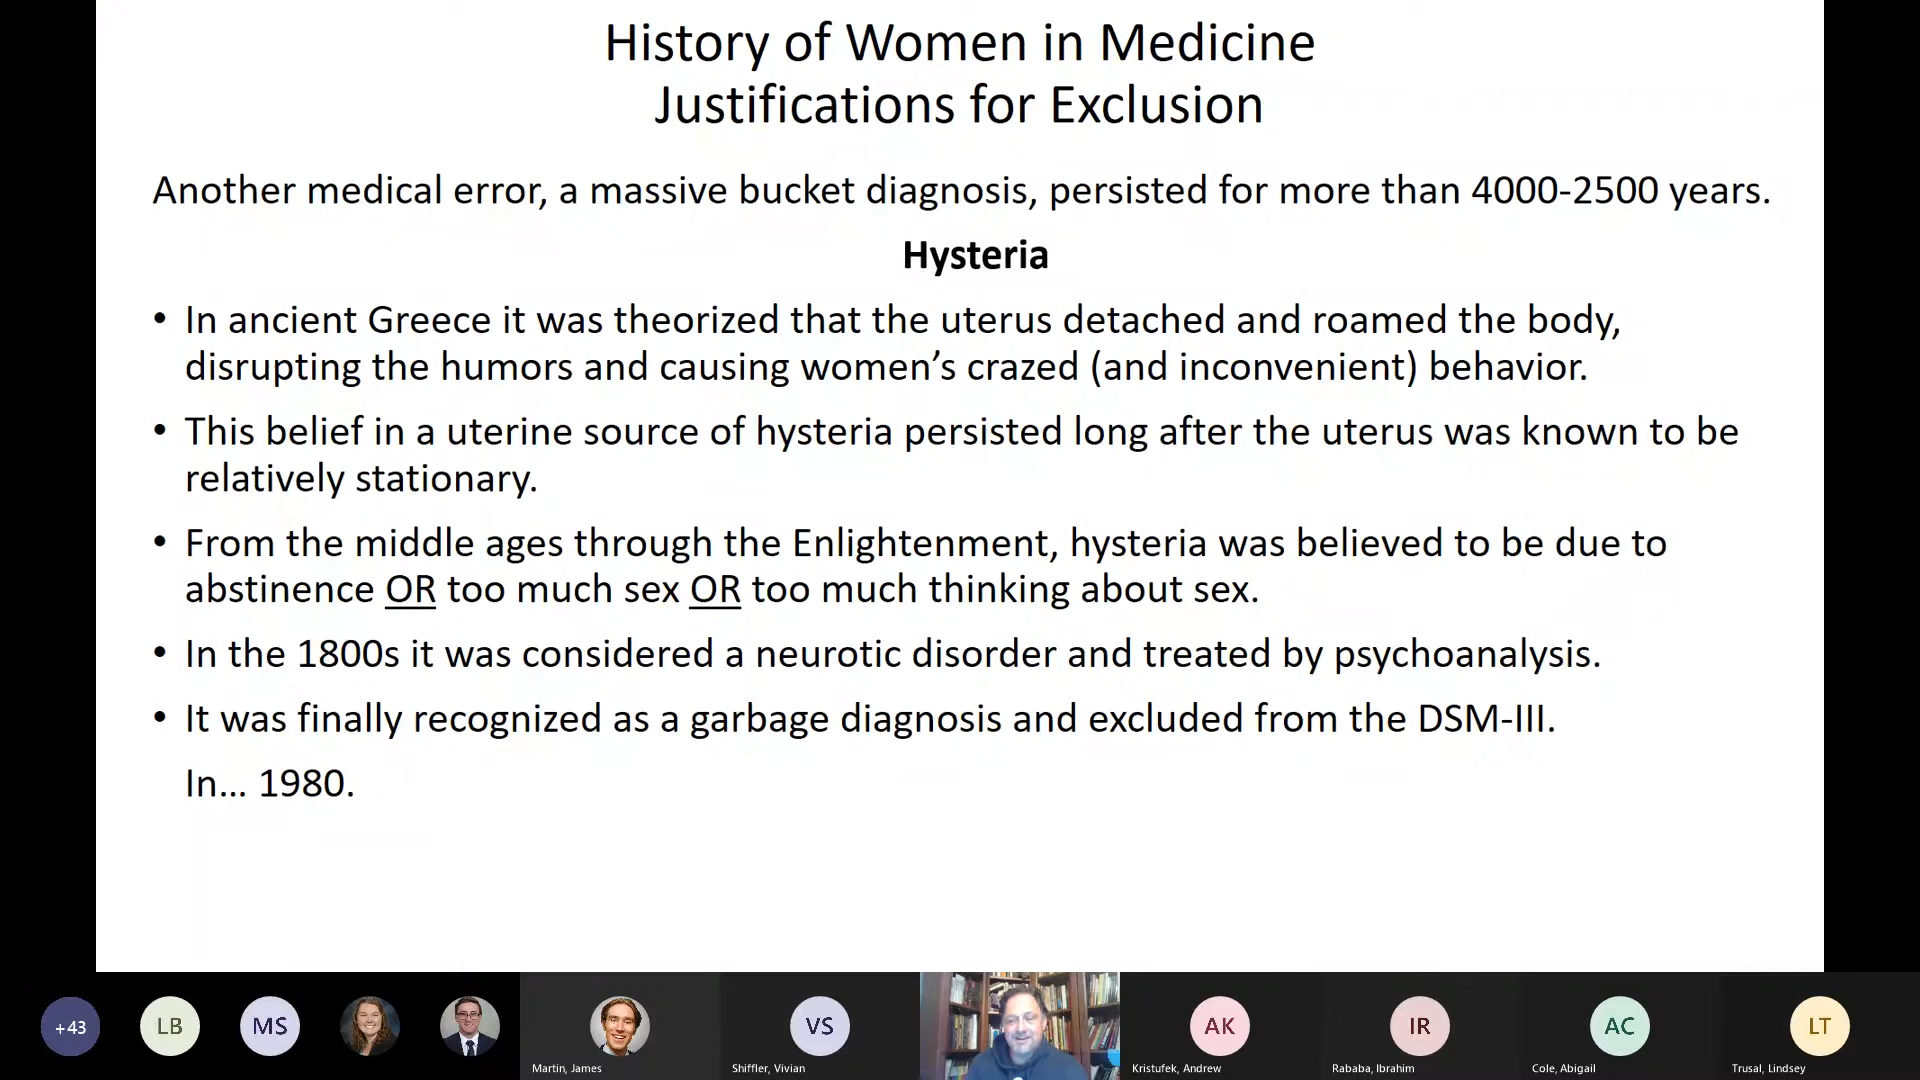 History of Women in Medicine
Justifications for Exclusion
Another medical error, a massive bucket diagnosis, persisted for more than 4000-2500 years.
Hysteria
• In ancient Greece it was theorized that the uterus detached and roamed the body,
disrupting the humors and causing women’s crazed (and inconvenient) behavior.
• This belief in a uterine source of hysteria persisted long after the uterus was known to be
relatively stationary.
• From the middle ages through the Enlightenment, hysteria was believed to be due to
abstinence OR too much sex OR too much thinking about sex.
• In the 1800s it was considered a neurotic disorder and treated by psychoanalysis.
• It was finally recognized as a garbage diagnosis and excluded from the DSM-III.
In... 1980.
+43 LB MS VS AK IR AC LT
Martin, James Shiffler, Vivian Kristufek, Andrew Rababa, Ibrahim Cole, Abigail Trusal, Lindsey